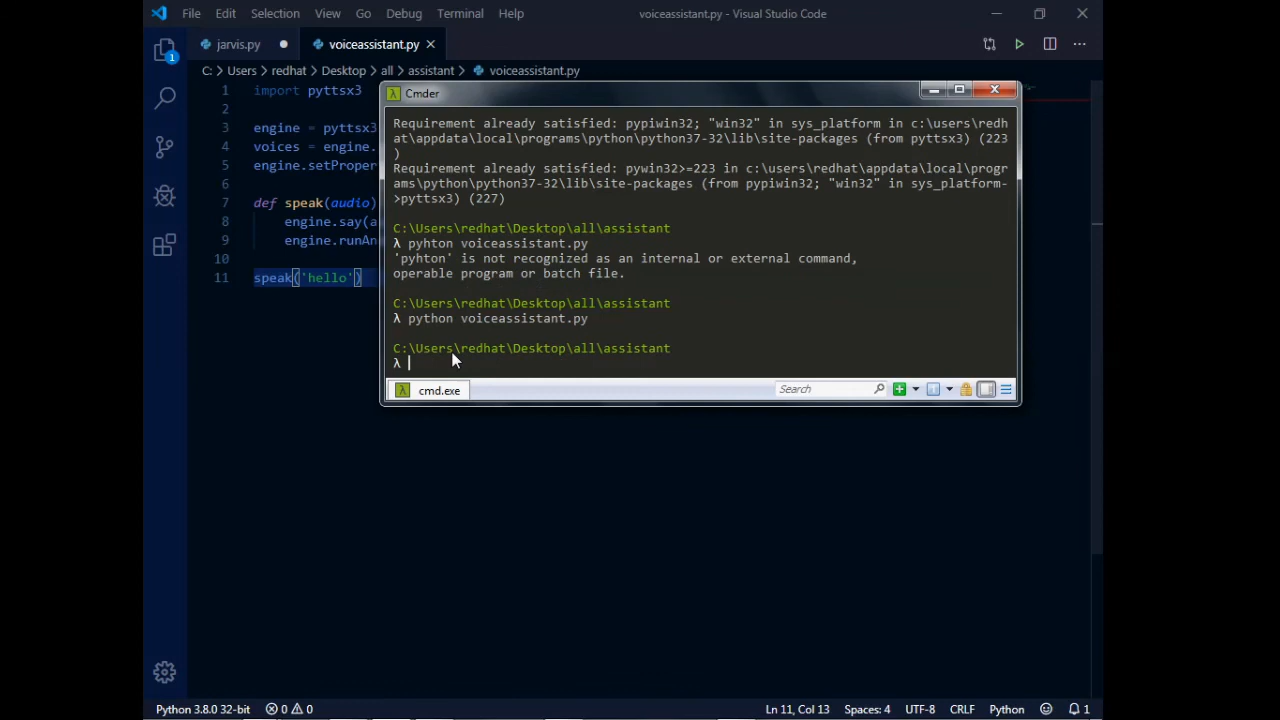 File Edit Selection View Go Debug Terminal Help voiceassistant.py - Visual Studio Code
jarvis.py voiceassistant.py
C: > Users > redhat > Desktop > all > assistant > voiceassistant.py
1 import pyttsx3
2
3 engine = pyttsx3
4 voices = engine.
5 engine.setProper
6
7 def speak(audio)
8 engine.say(a
9 engine.runAn
10
11 speak('hello')
Cmder
Requirement already satisfied: pypiwin32; "win32" in sys_platform in c:\users\redh
at\appdata\local\programs\python\python37-32\lib\site-packages (from pyttsx3) (223
)
Requirement already satisfied: pywin32>=223 in c:\users\redhat\appdata\local\progr
ams\python\python37-32\lib\site-packages (from pypiwin32; "win32" in sys_platform-
>pyttsx3) (227)
C:\Users\redhat\Desktop\all\assistant
λ pyhton voiceassistant.py
'pyhton' is not recognized as an internal or external command,
operable program or batch file.
C:\Users\redhat\Desktop\all\assistant
λ python voiceassistant.py
C:\Users\redhat\Desktop\all\assistant
λ
cmd.exe Search
1
Python 3.8.0 32-bit 0 0 Ln 11, Col 13 Spaces: 4 UTF-8 CRLF Python 1